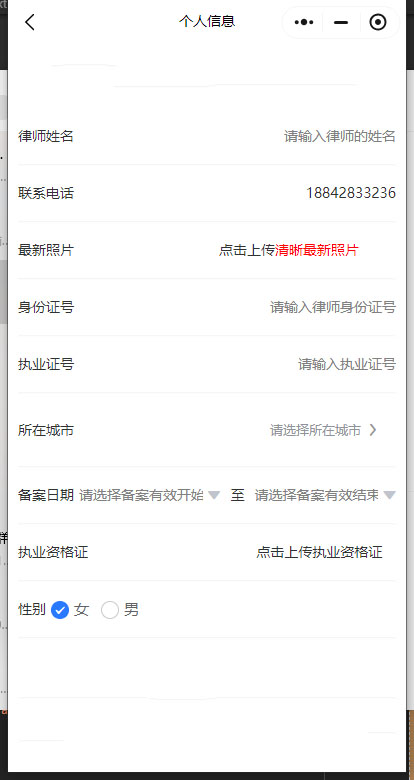 个人信息
律师姓名 请输入律师的姓名
联系电话 18842833236
最新照片 点击上传清晰最新照片
身份证号 请输入律师身份证号
执业证号 请输入执业证号
所在城市 请选择所在城市
备案日期 请选择备案有效开始 至 请选择备案有效结束
执业资格证 点击上传执业资格证
性别 女 男